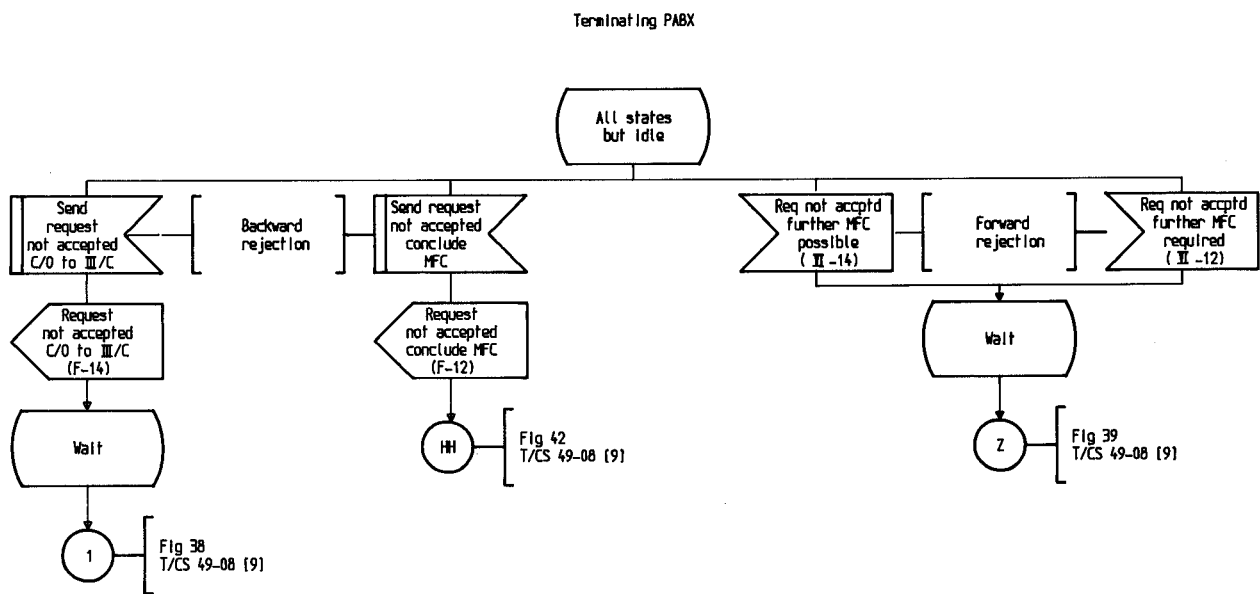 Terminating PABX
All states
but idle
Send
request
not accepted
C/O to III/C
Backward
rejection
Send request
not accepted
conclude
MFC
Req not accptd
further MFC
possible
(VI-14)
Forward
rejection
Req not accptd
further MFC
required
(VI-12)
Request
not accepted
C/O to III/C
(F-14)
Request
not accepted
conclude MFC
(F-12)
Wait
Wait
HH
Fig 42
T/CS 49-08 [9]
Z
Fig 39
T/CS 49-08 [9]
1
Fig 38
T/CS 49-08 [9]